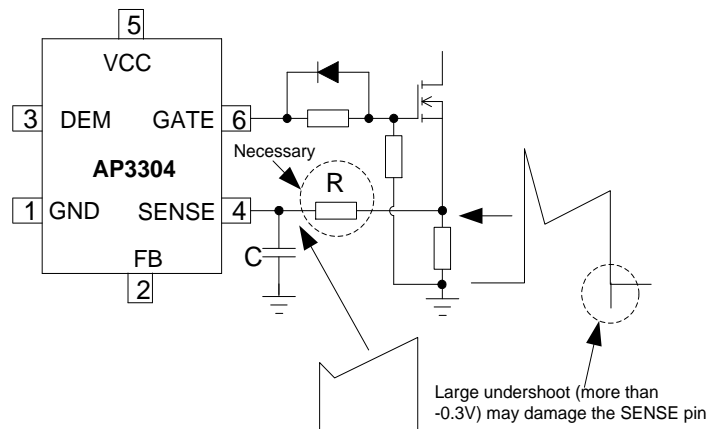 5
VCC
3 DEM GATE 6
Necessary
AP3304
R
1 GND SENSE 4
C
FB
2
Large undershoot (more than
-0.3V) may damage the SENSE pin